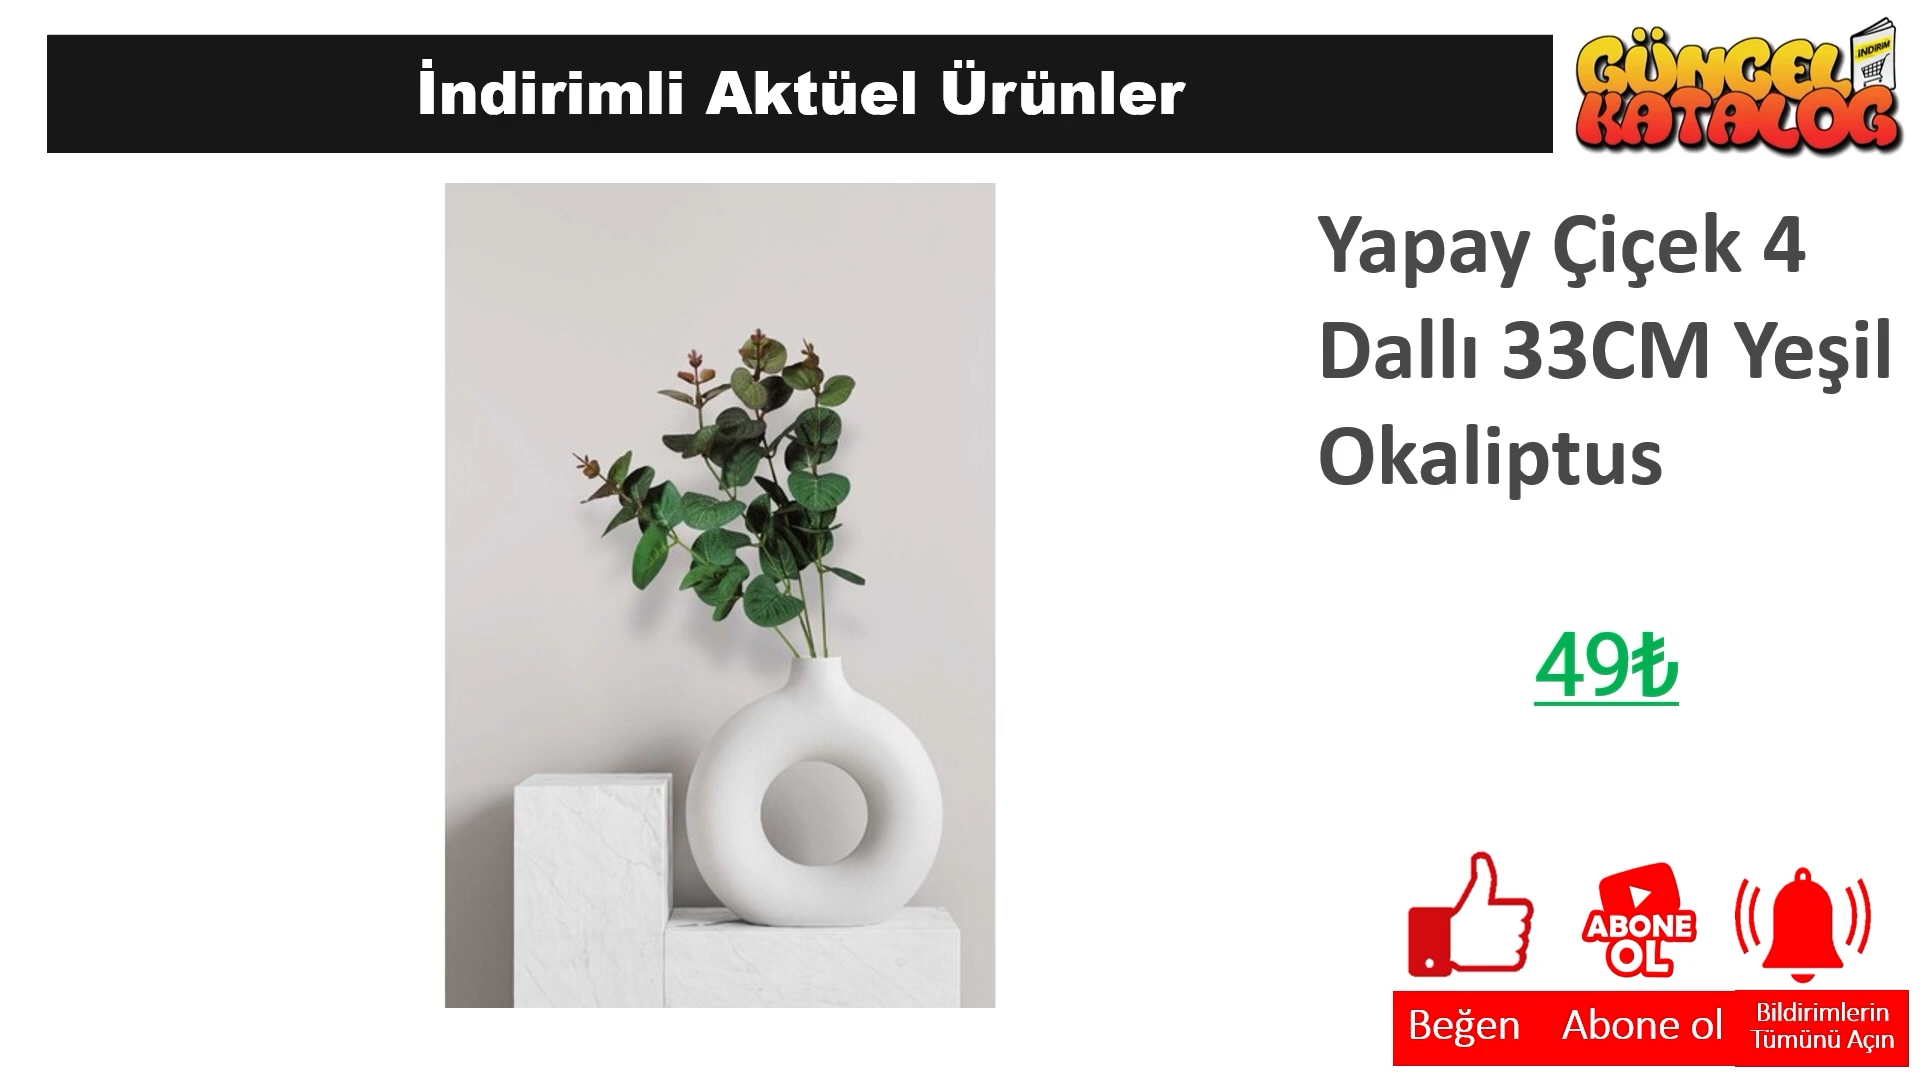 İndirimli Aktüel Ürünler
GÜNCEL
KATALOG
İNDİRİM
Yapay Çiçek 4
Dallı 33CM Yeşil
Okaliptus
49₺
ABONE
OL
Beğen
Abone ol
Bildirimlerin
Tümünü Açın